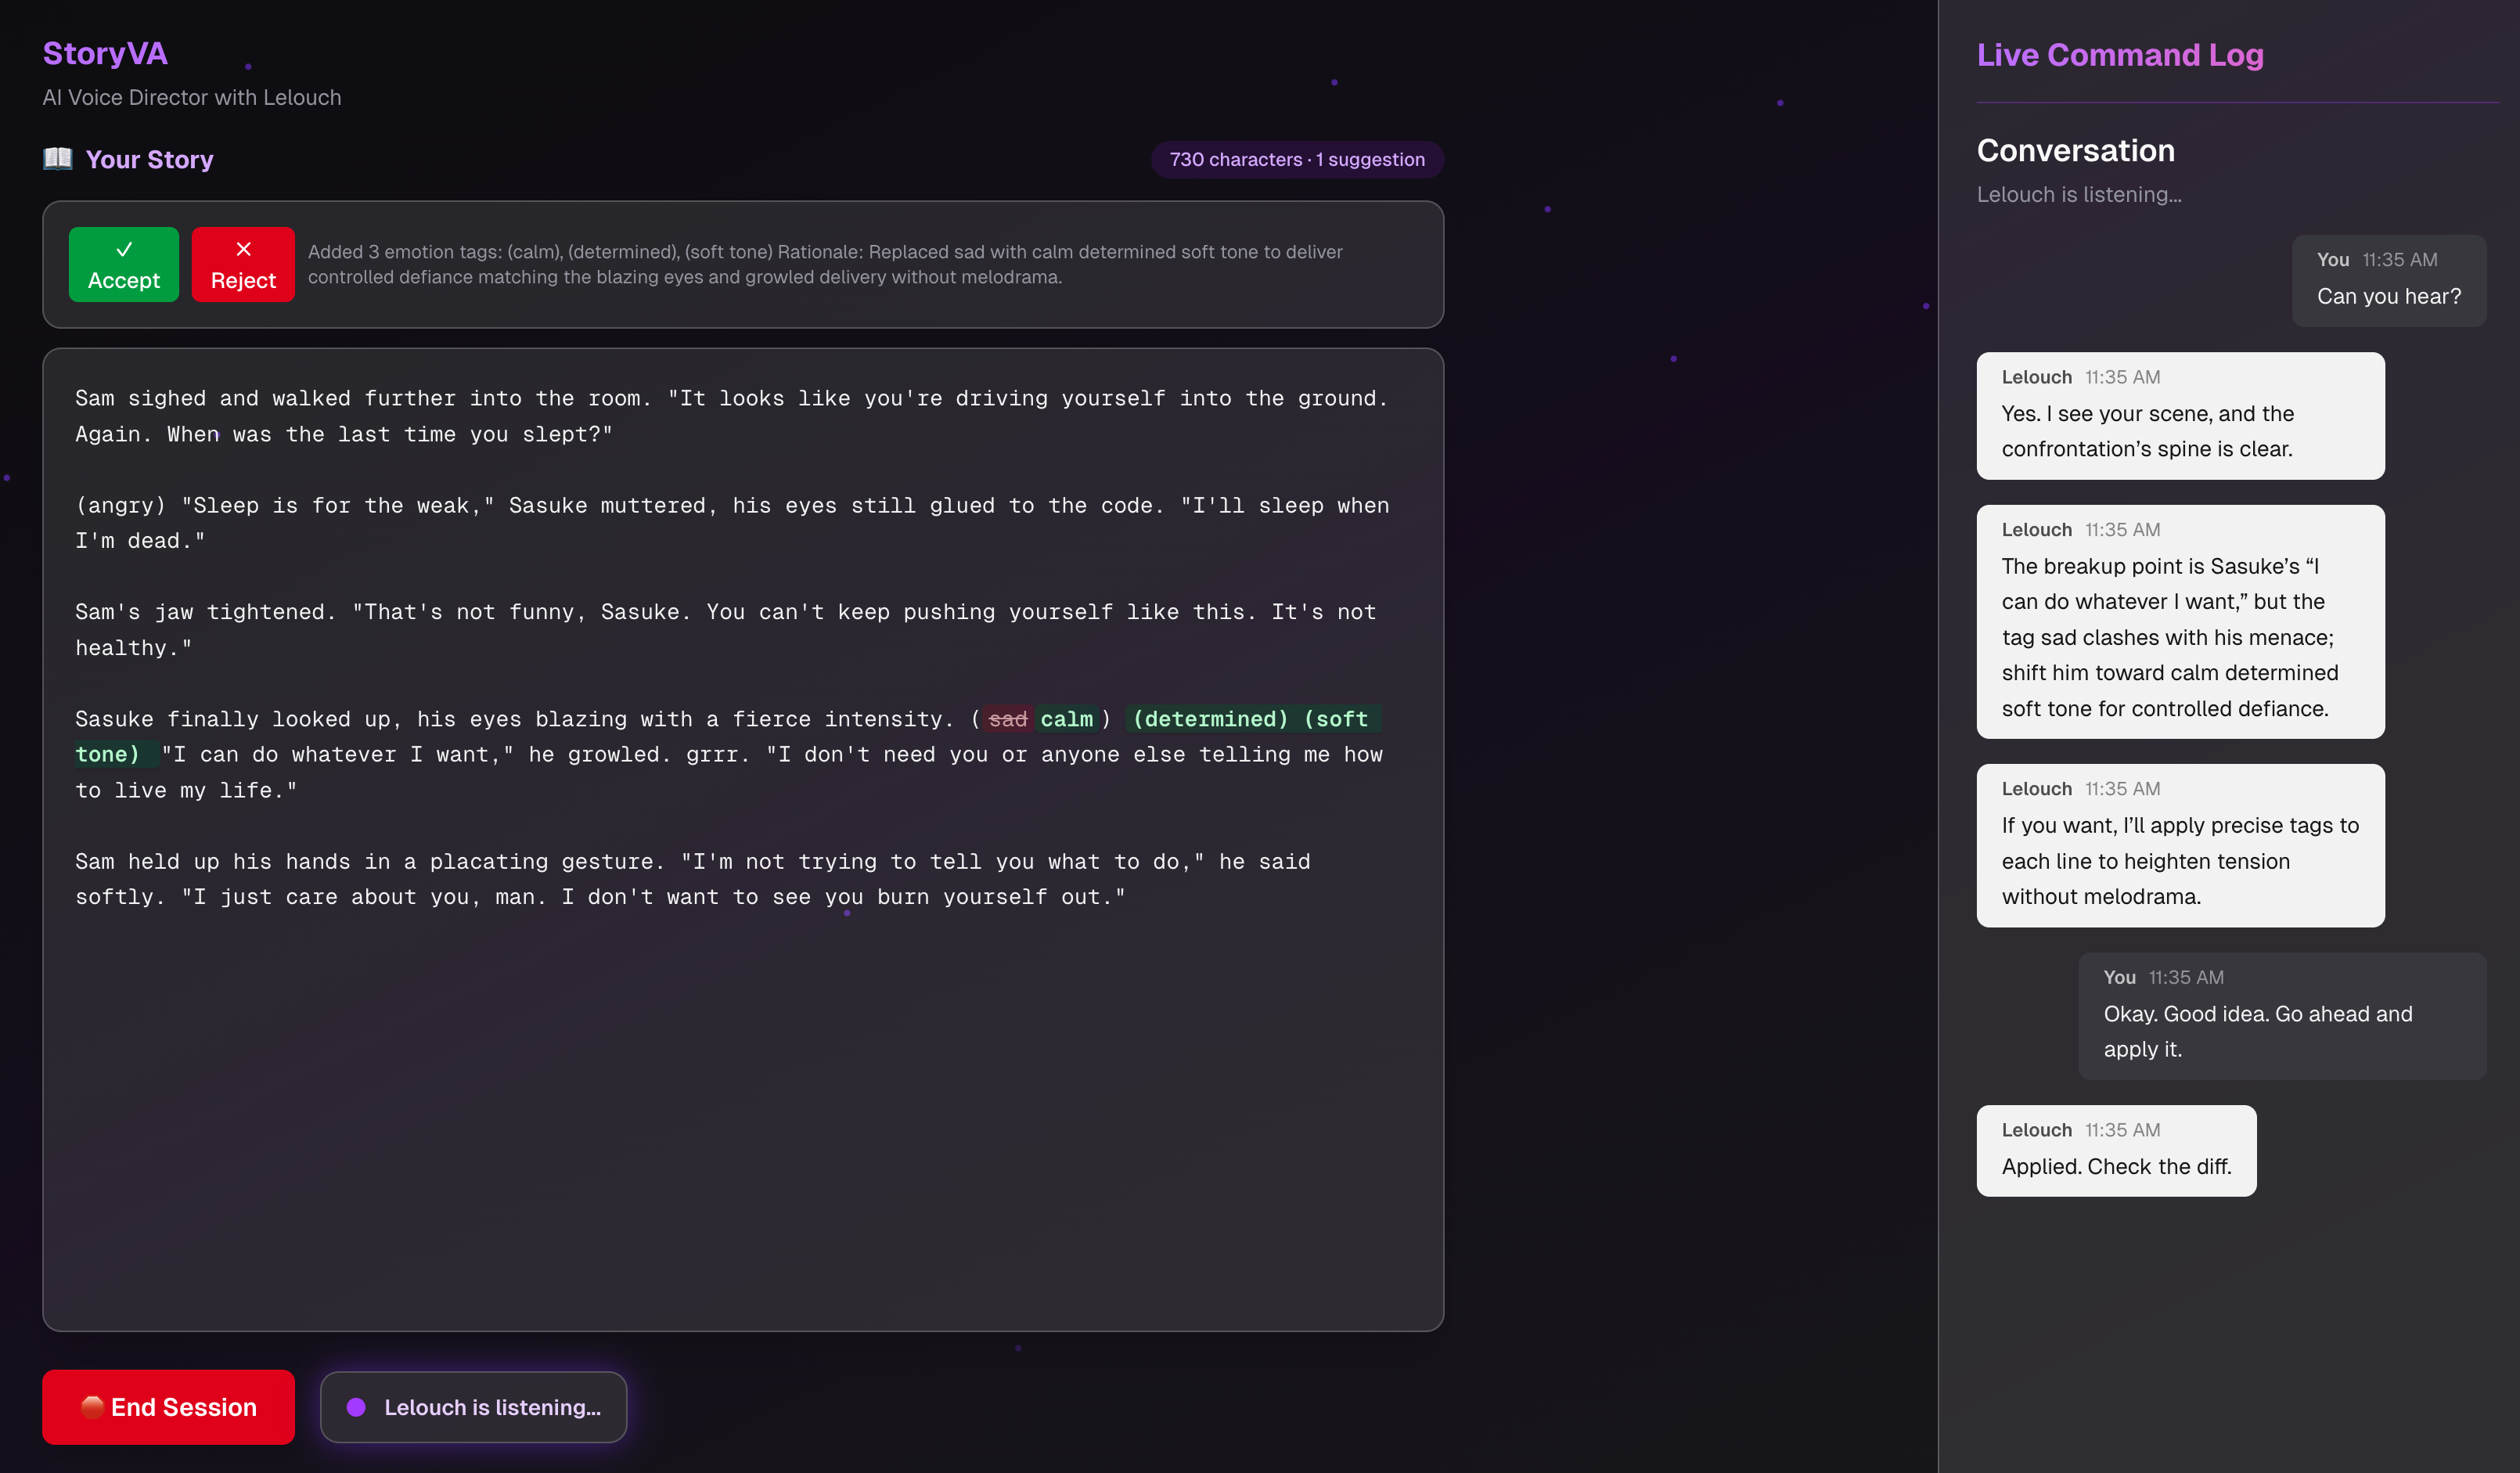 StoryVA
AI Voice Director with Lelouch
📖 Your Story
730 characters · 1 suggestion
✓ Accept
✕ Reject
Added 3 emotion tags: (calm), (determined), (soft tone) Rationale: Replaced sad with calm determined soft tone to deliver
controlled defiance matching the blazing eyes and growled delivery without melodrama.
Sam sighed and walked further into the room. "It looks like you're driving yourself into the ground.
Again. When was the last time you slept?"
(angry) "Sleep is for the weak," Sasuke muttered, his eyes still glued to the code. "I'll sleep when
I'm dead."
Sam's jaw tightened. "That's not funny, Sasuke. You can't keep pushing yourself like this. It's not
healthy."
Sasuke finally looked up, his eyes blazing with a fierce intensity. (sad calm) (determined) (soft
tone) "I can do whatever I want," he growled. grrr. "I don't need you or anyone else telling me how
to live my life."
Sam held up his hands in a placating gesture. "I'm not trying to tell you what to do," he said
softly. "I just care about you, man. I don't want to see you burn yourself out."
End Session
Lelouch is listening...
Live Command Log
Conversation
Lelouch is listening...
You 11:35 AM
Can you hear?
Lelouch 11:35 AM
Yes. I see your scene, and the
confrontation’s spine is clear.
Lelouch 11:35 AM
The breakup point is Sasuke’s “I
can do whatever I want,” but the
tag sad clashes with his menace;
shift him toward calm determined
soft tone for controlled defiance.
Lelouch 11:35 AM
If you want, I’ll apply precise tags to
each line to heighten tension
without melodrama.
You 11:35 AM
Okay. Good idea. Go ahead and
apply it.
Lelouch 11:35 AM
Applied. Check the diff.